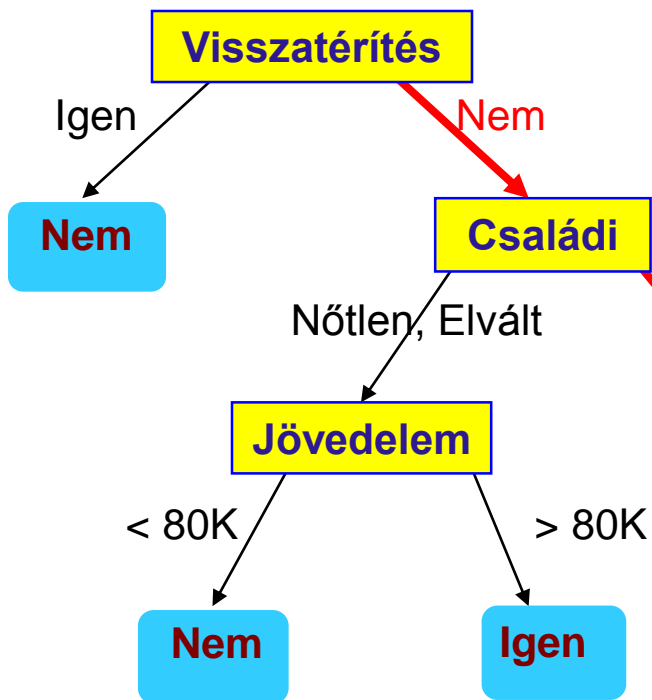 Visszatérítés
Igen
Nem
Nem
Családi
Nőtlen, Elvált
Jövedelem
< 80K
> 80K
Nem
Igen